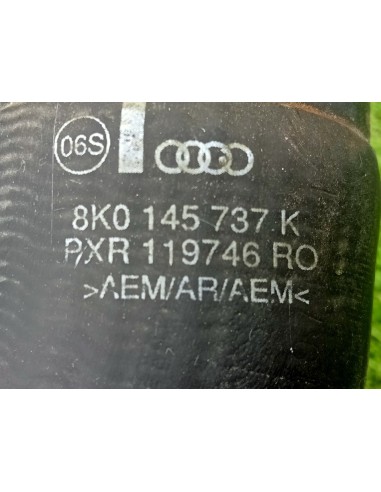 06S
8K0 145 737 K
PXR 119746 RO
>AEM/AR/AEM<